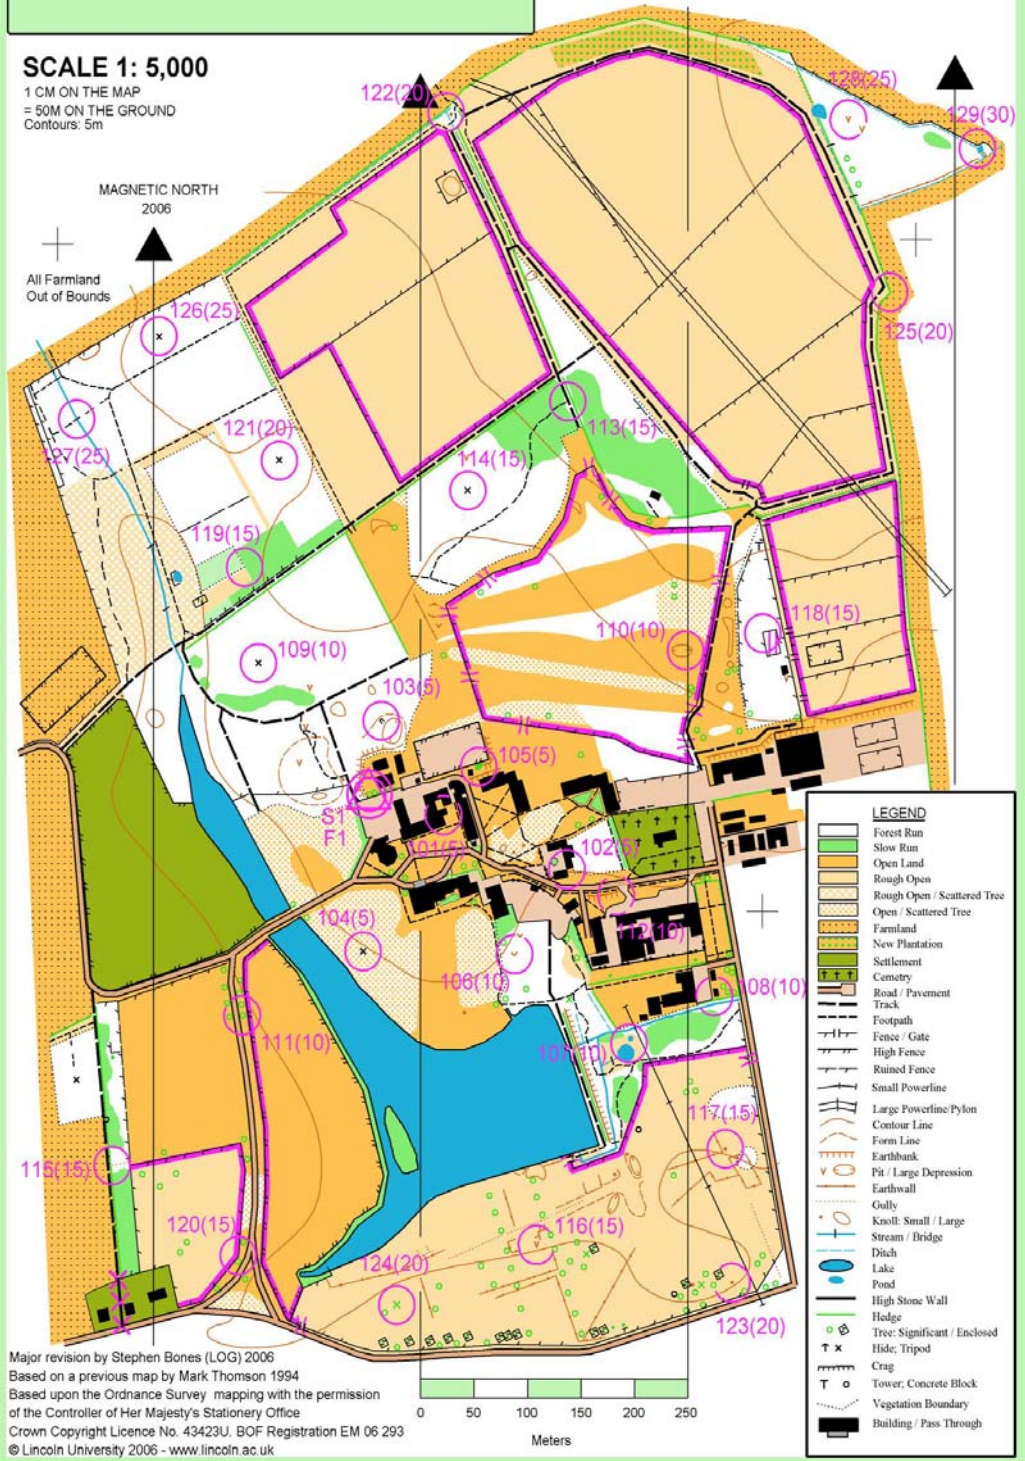 SCALE 1: 5,000
1 CM ON THE MAP
= 50M ON THE GROUND
Contours: 5m
MAGNETIC NORTH
2006
All Farmland
Out of Bounds
122(20)
128(25)
129(30)
126(25)
125(20)
121(20)
127(25)
113(15)
114(15)
119(15)
118(15)
110(10)
109(10)
103(5)
105(5)
S1
F1
101(5)
102(5)
104(5)
112(10)
106(10)
108(10)
111(10)
107(10)
117(15)
115(15)
120(15)
116(15)
124(20)
123(20)
LEGEND
Forest Run
Slow Run
Open Land
Rough Open
Rough Open / Scattered Tree
Open / Scattered Tree
Farmland
New Plantation
Settlement
Cemetry
Road / Pavement
Track
Footpath
Fence / Gate
High Fence
Ruined Fence
Small Powerline
Large Powerline/Pylon
Contour Line
Form Line
Earthbank
Pit / Large Depression
Earthwall
Gully
Knoll: Small / Large
Stream / Bridge
Ditch
Lake
Pond
High Stone Wall
Hedge
Tree: Significant / Enclosed
Hide; Tripod
Crag
Tower; Concrete Block
Vegetation Boundary
Building / Pass Through
Major revision by Stephen Bones (LOG) 2006
Based on a previous map by Mark Thomson 1994
Based upon the Ordnance Survey mapping with the permission
of the Controller of Her Majesty's Stationery Office
Crown Copyright Licence No. 43423U. BOF Registration EM 06 293
© Lincoln University 2006 - www.lincoln.ac.uk
0 50 100 150 200 250
Meters